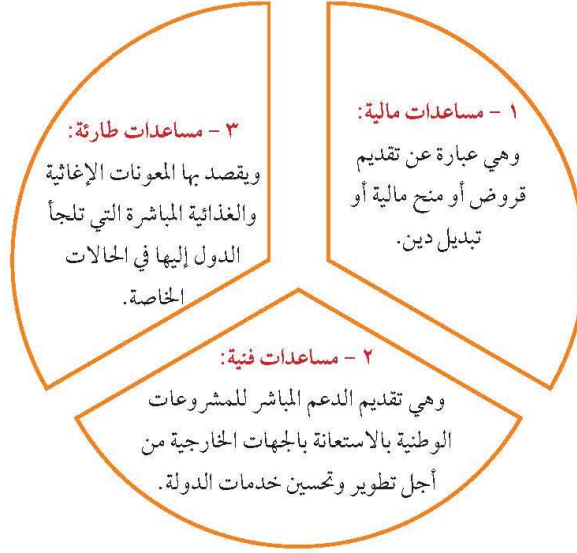 ١ - مساعدات مالية:
وهي عبارة عن تقديم
قروض أو منح مالية أو
تبديل دين.
٢ - مساعدات فنية:
وهي تقديم الدعم المباشر للمشروعات
الوطنية بالاستعانة بالجهات الخارجية من
أجل تطوير وتحسين خدمات الدولة.
٣ - مساعدات طارئة:
ويقصد بها المعونات الإغاثية
والغذائية المباشرة التي تلجأ
الدول إليها في الحالات
الخاصة.